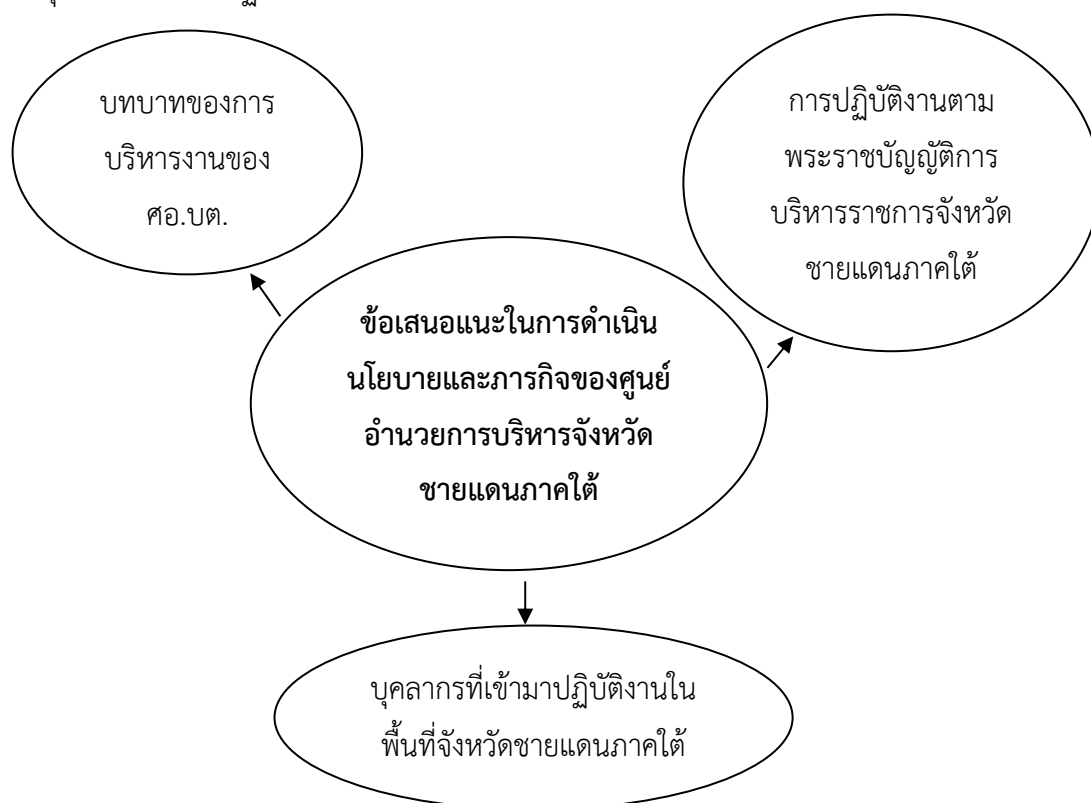 บทบาทของการ
บริหารงานของ
ศอ.บต.
การปฏิบัติงานตาม
พระราชบัญญัติการ
บริหารราชการจังหวัด
ชายแดนภาคใต้
ข้อเสนอแนะในการดำเนิน
นโยบายและภารกิจของศูนย์
อำนวยการบริหารจังหวัด
ชายแดนภาคใต้
บุคลากรที่เข้ามาปฏิบัติงานใน
พื้นที่จังหวัดชายแดนภาคใต้